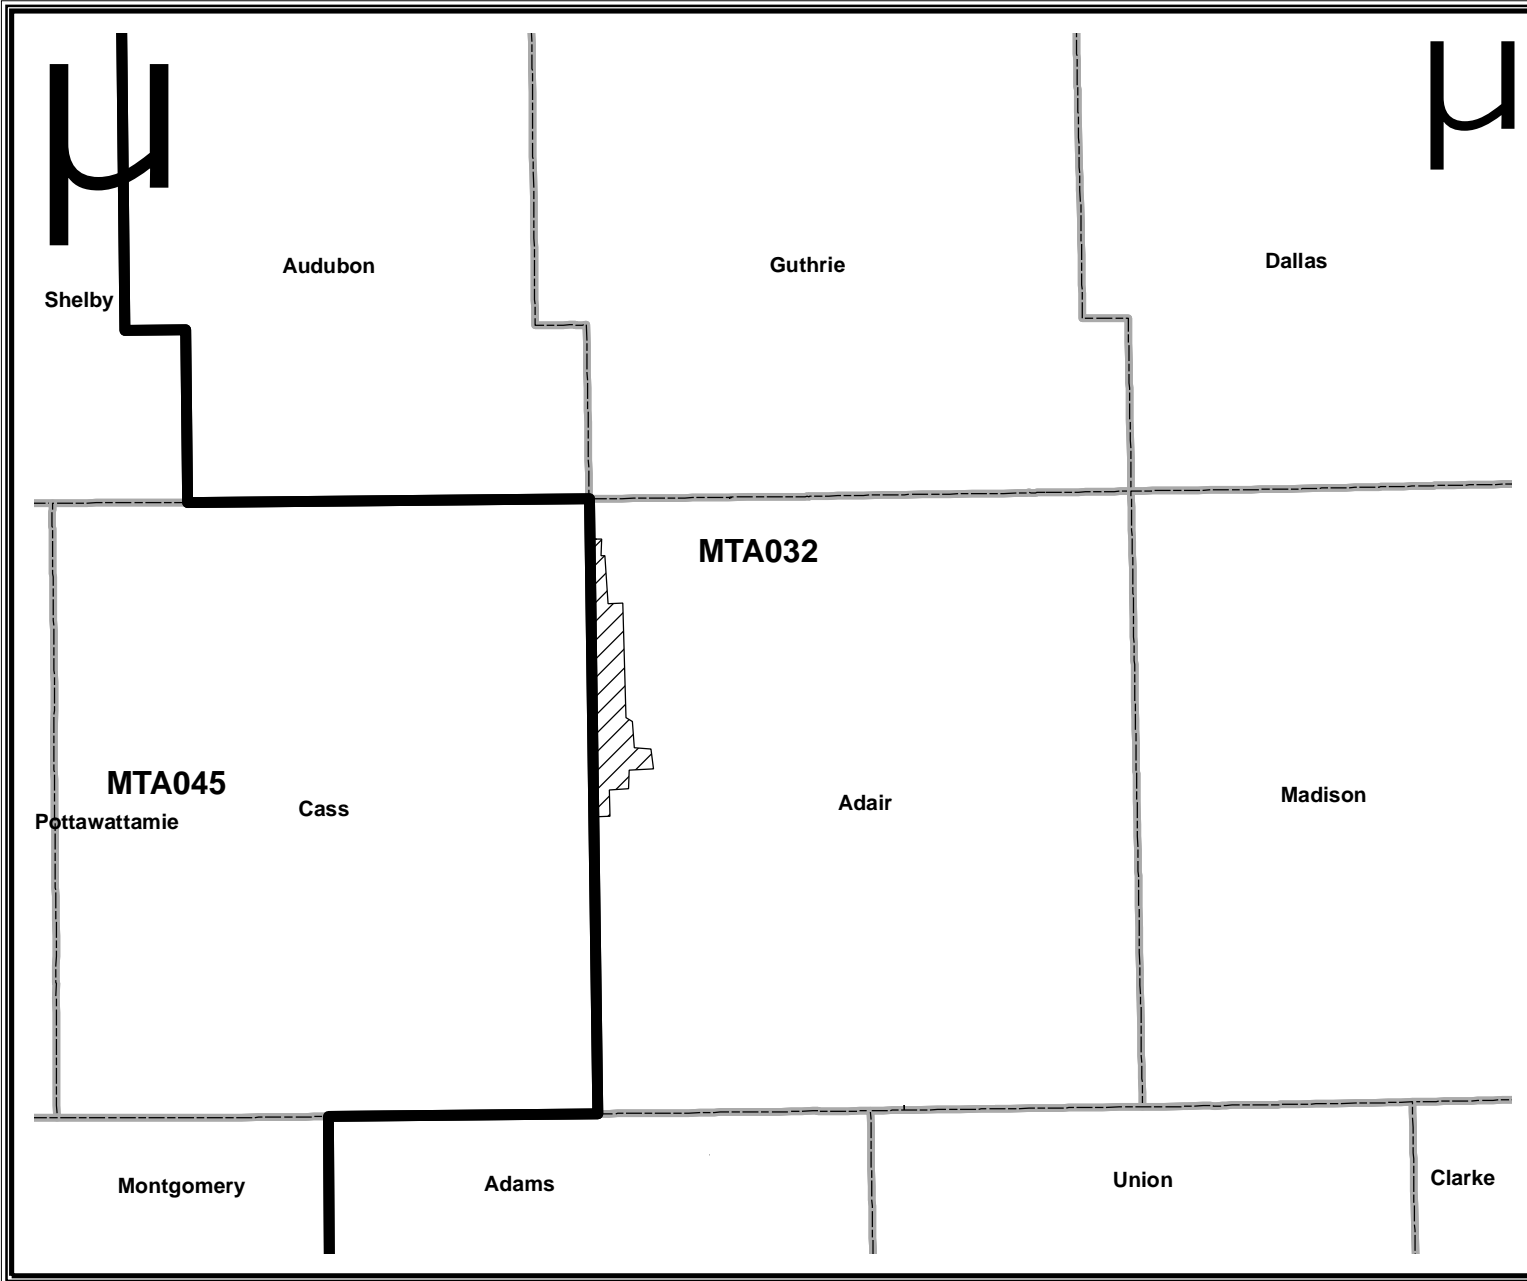 µ
µ
Audubon
Guthrie
Dallas
Shelby
MTA032
MTA045
Cass
Adair
Madison
Pottawattamie
Montgomery
Adams
Union
Clarke